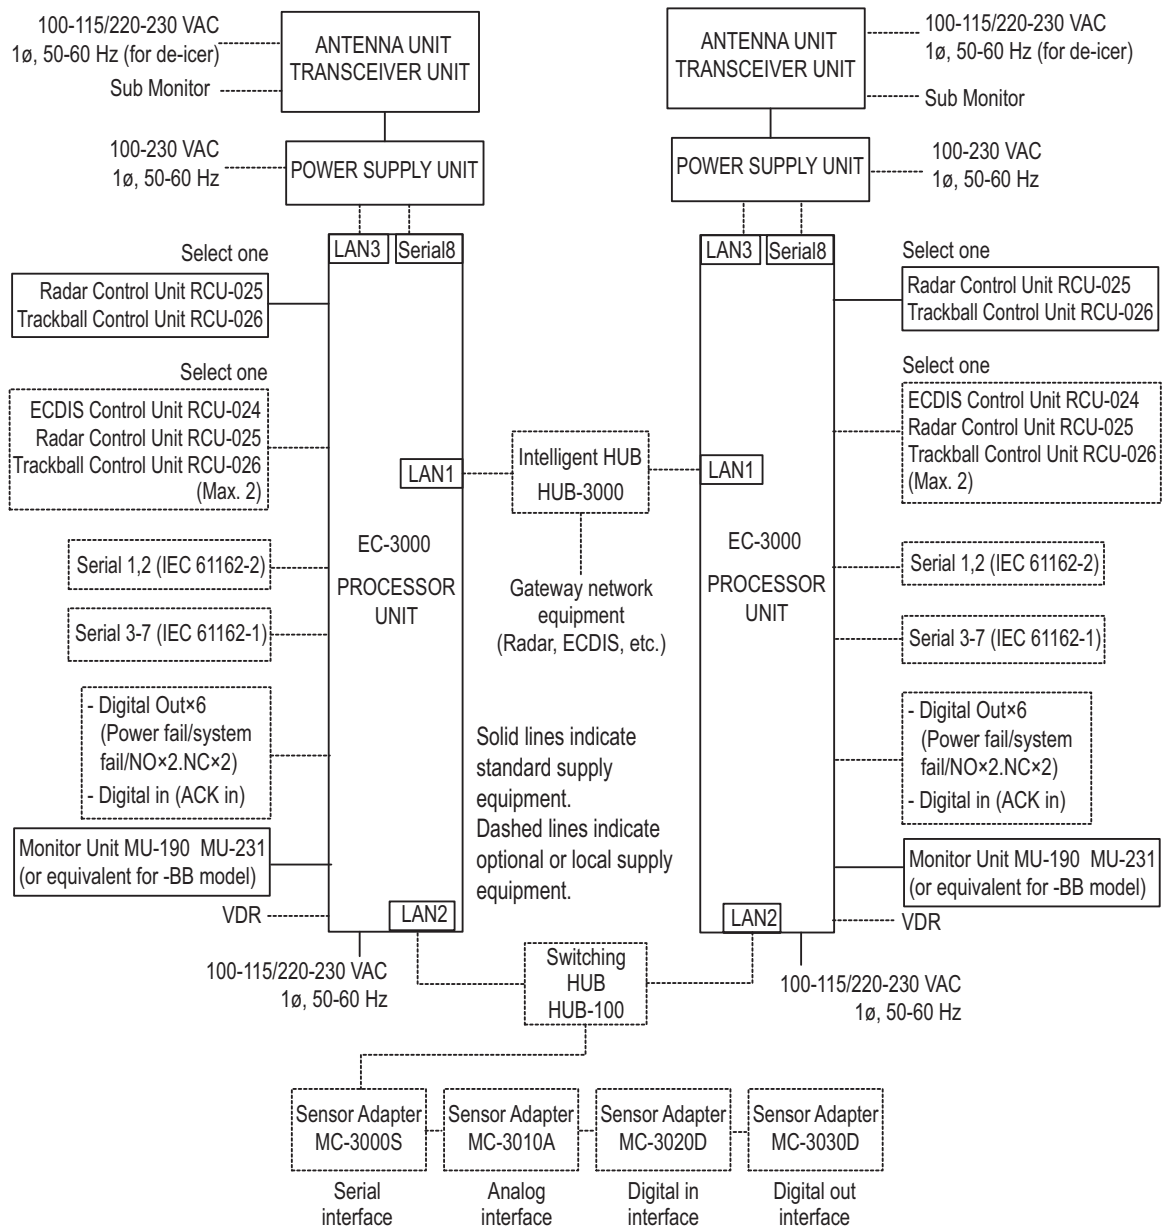 100-115/220-230 VAC
1ø, 50-60 Hz (for de-icer)
Sub Monitor
ANTENNA UNIT
TRANSCEIVER UNIT
100-230 VAC
1ø, 50-60 Hz
POWER SUPPLY UNIT
LAN3
Serial8
Select one
Radar Control Unit RCU-025
Trackball Control Unit RCU-026
Select one
ECDIS Control Unit RCU-024
Radar Control Unit RCU-025
Trackball Control Unit RCU-026
(Max. 2)
LAN1
EC-3000
PROCESSOR
UNIT
Serial 1,2 (IEC 61162-2)
Serial 3-7 (IEC 61162-1)
- Digital Out×6
(Power fail/system
fail/NO×2.NC×2)
- Digital in (ACK in)
Monitor Unit MU-190  MU-231
(or equivalent for -BB model)
VDR
LAN2
100-115/220-230 VAC
1ø, 50-60 Hz
Intelligent HUB
HUB-3000
Gateway network
equipment
(Radar, ECDIS, etc.)
Solid lines indicate
standard supply
equipment.
Dashed lines indicate
optional or local supply
equipment.
ANTENNA UNIT
TRANSCEIVER UNIT
100-115/220-230 VAC
1ø, 50-60 Hz (for de-icer)
Sub Monitor
POWER SUPPLY UNIT
100-230 VAC
1ø, 50-60 Hz
LAN3
Serial8
Select one
Radar Control Unit RCU-025
Trackball Control Unit RCU-026
Select one
ECDIS Control Unit RCU-024
Radar Control Unit RCU-025
Trackball Control Unit RCU-026
(Max. 2)
LAN1
EC-3000
PROCESSOR
UNIT
Serial 1,2 (IEC 61162-2)
Serial 3-7 (IEC 61162-1)
- Digital Out×6
(Power fail/system
fail/NO×2.NC×2)
- Digital in (ACK in)
Monitor Unit MU-190  MU-231
(or equivalent for -BB model)
VDR
LAN2
100-115/220-230 VAC
1ø, 50-60 Hz
Switching
HUB
HUB-100
Sensor Adapter
MC-3000S
Sensor Adapter
MC-3010A
Sensor Adapter
MC-3020D
Sensor Adapter
MC-3030D
Serial
interface
Analog
interface
Digital in
interface
Digital out
interface